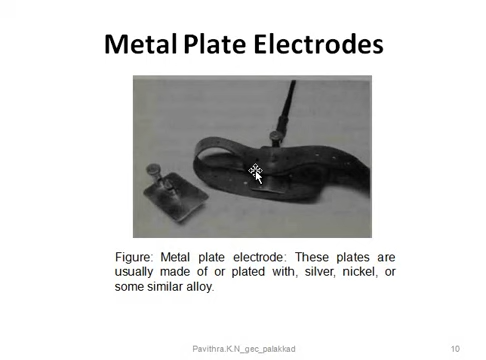 Metal Plate Electrodes
Figure: Metal plate electrode: These plates are
usually made of or plated with, silver, nickel, or
some similar alloy.
Pavithra.K.N_gec_palakkad
10